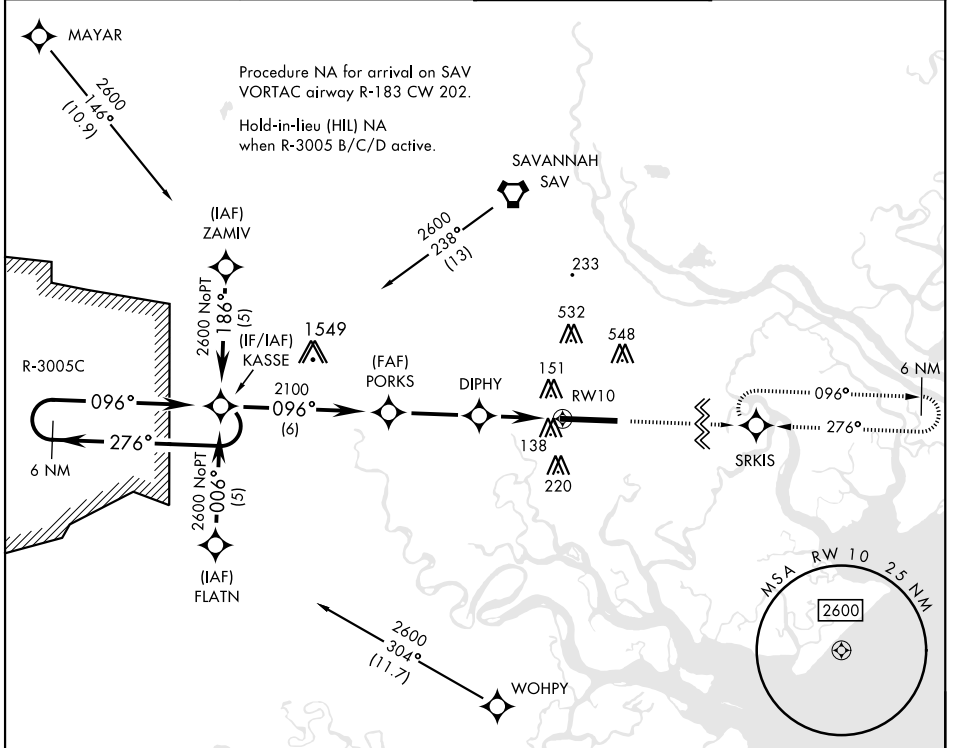 MAYAR
2600
146°
(10.9)
Procedure NA for arrival on SAV
VORTAC airway R-183 CW 202.
Hold-in-lieu (HIL) NA
when R-3005 B/C/D active.
SAVANNAH
SAV
2600
238°
(13)
(IAF)
ZAMIV
2600 NoPT
186°
(5)
(IF/IAF)
KASSE
1549
233
532
548
R-3005C
096°
276°
6 NM
2100
096°
(6)
(FAF)
PORKS
DIPHY
151
RW10
138
220
6 NM
096°
276°
SRKIS
2600 NoPT
006°
(5)
(IAF)
FLATN
2600
304°
(11.7)
WOHPY
MSA RW 10 25 NM
2600